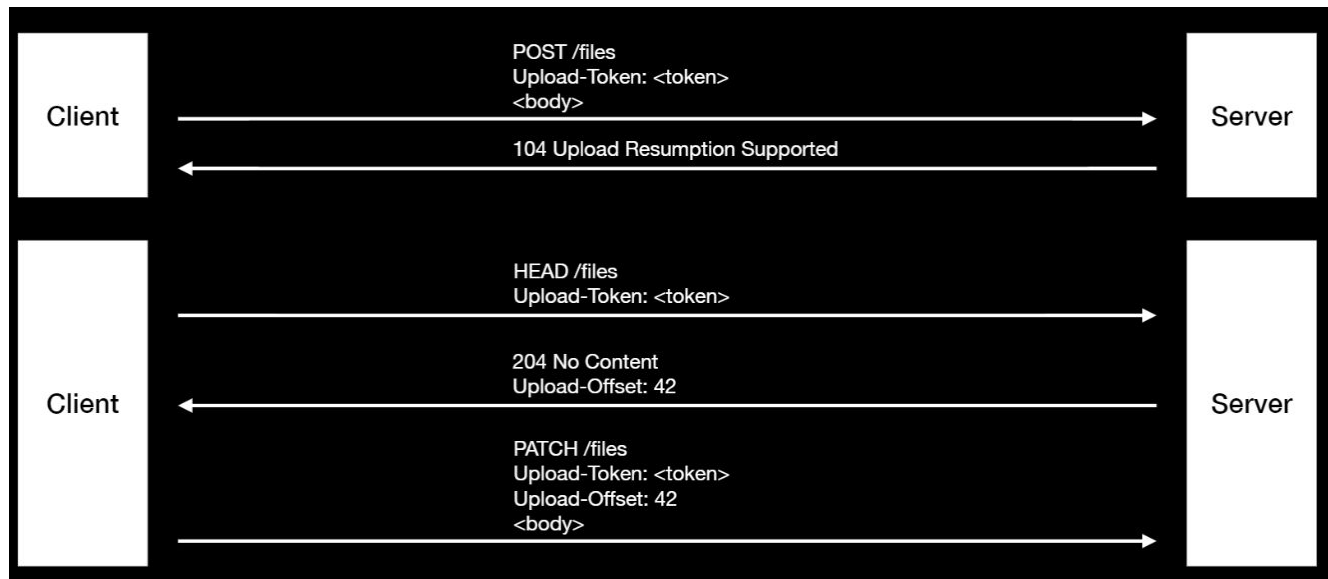 POST /files
Upload-Token: <token>
<body>
Client
Server
104 Upload Resumption Supported
HEAD /files
Upload-Token: <token>
204 No Content
Upload-Offset: 42
Client
Server
PATCH /files
Upload-Token: <token>
Upload-Offset: 42
<body>